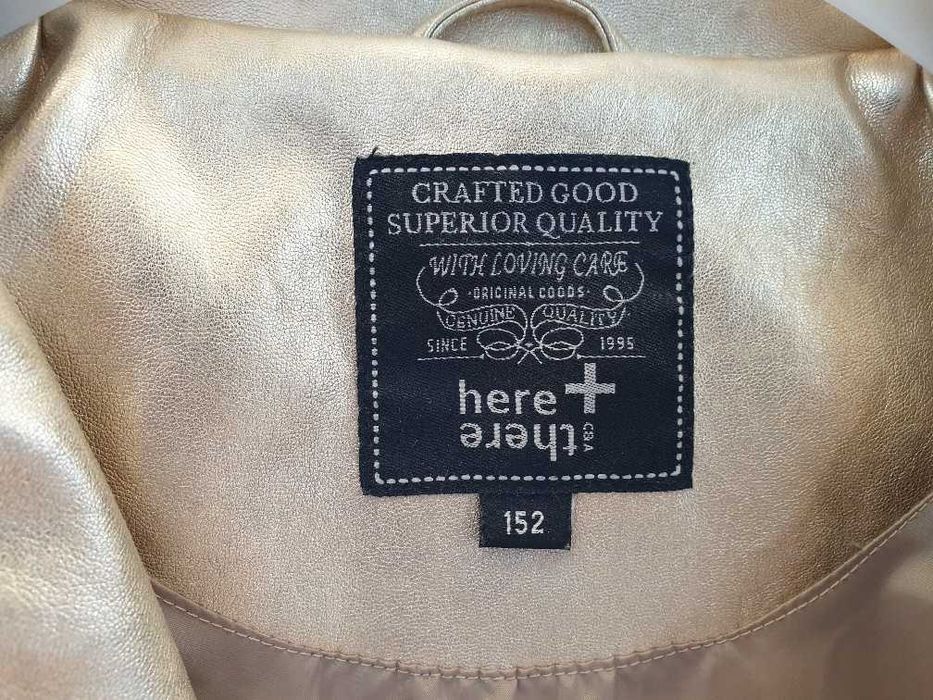 CRAFTED GOOD
SUPERIOR QUALITY
WITH LOVING CARE
·ORIGINAL GOODS·
GENUINE QUALITY
SINCE 1995
here +
there
C&A
152